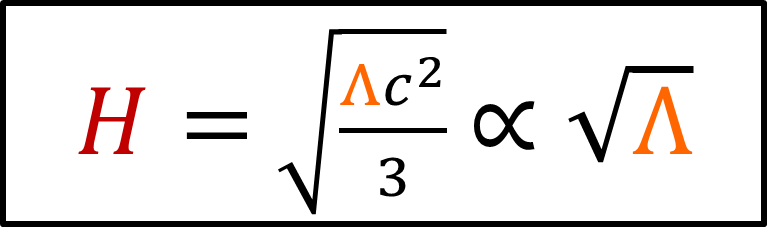 H = √(Λc²/3) ∝ √Λ